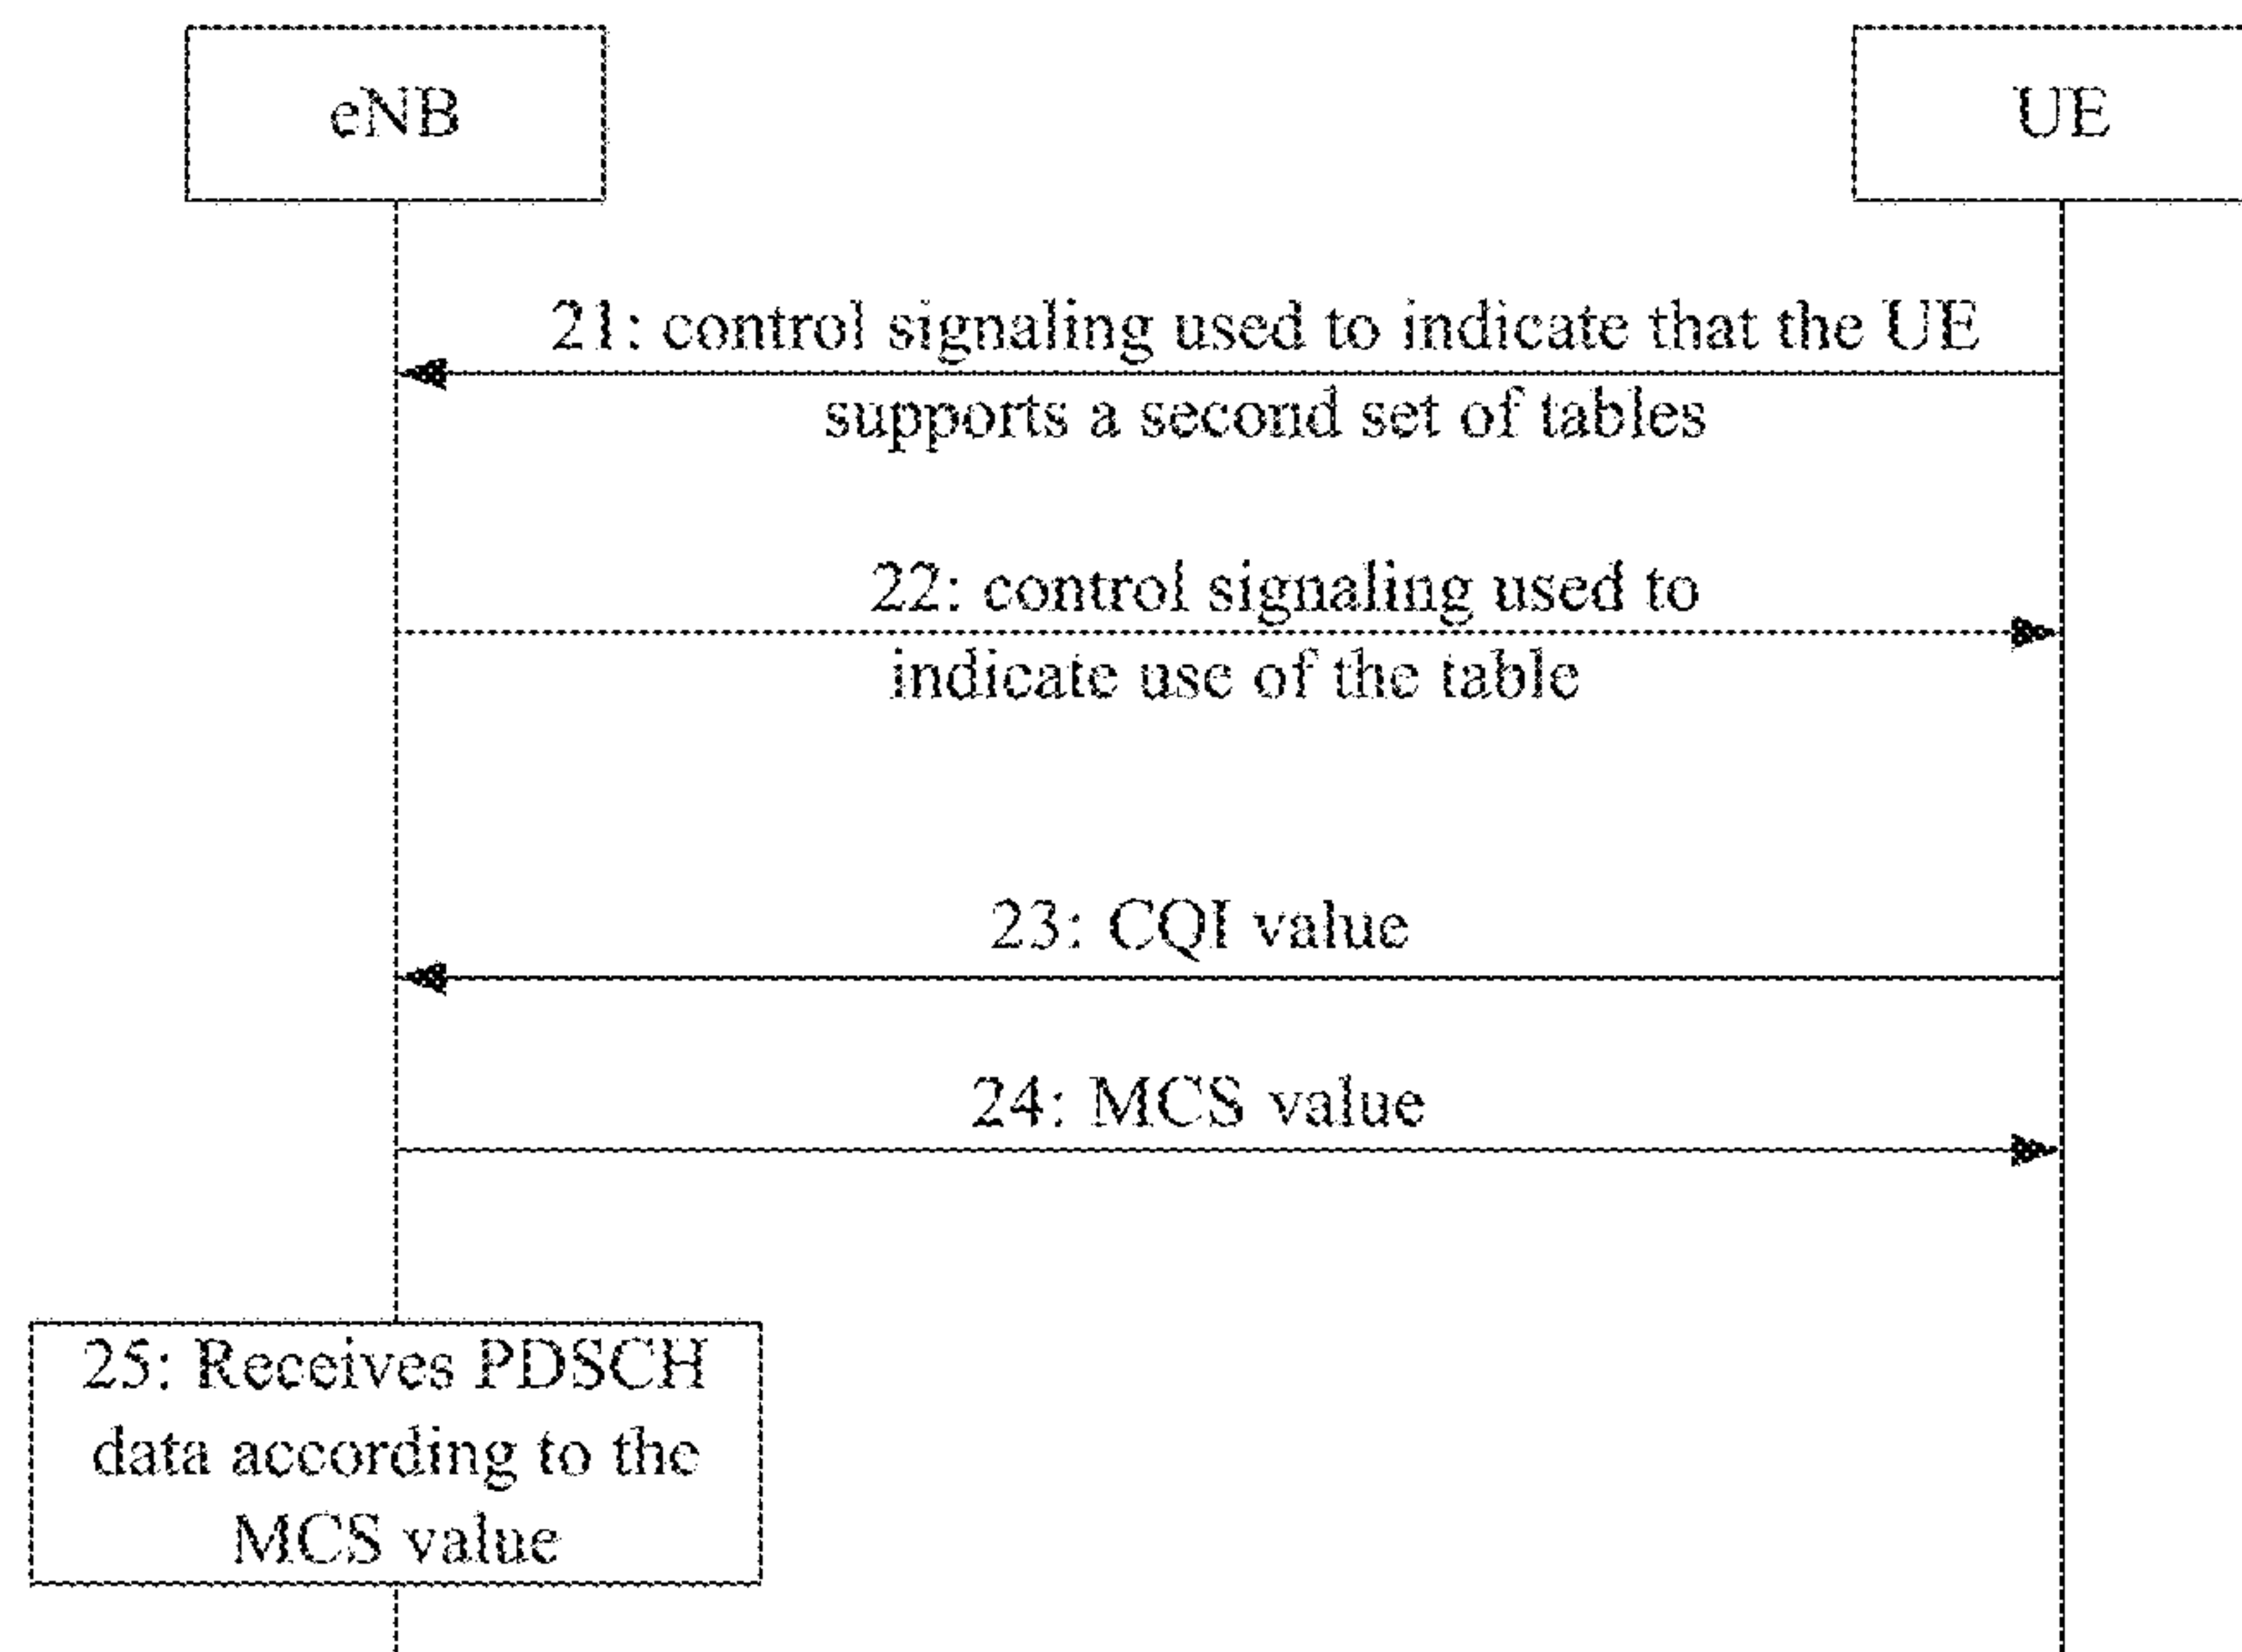 eNB
UE
21: control signaling used to indicate that the UE
supports a second set of tables
22: control signaling used to
indicate use of the table
23: CQI value
24: MCS value
25: Receives PDSCH
data according to the
MCS value